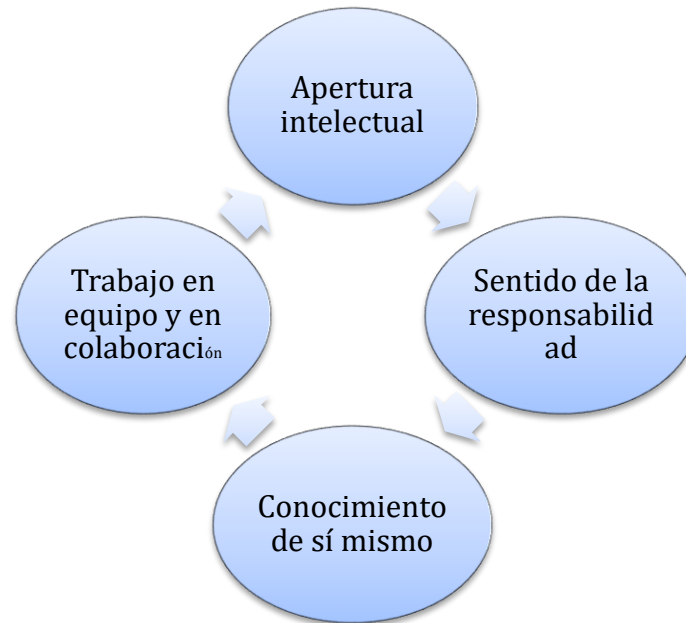 Apertura
intelectual
Sentido de la
responsabilid
ad
Conocimiento
de sí mismo
Trabajo en
equipo y en
colaboración